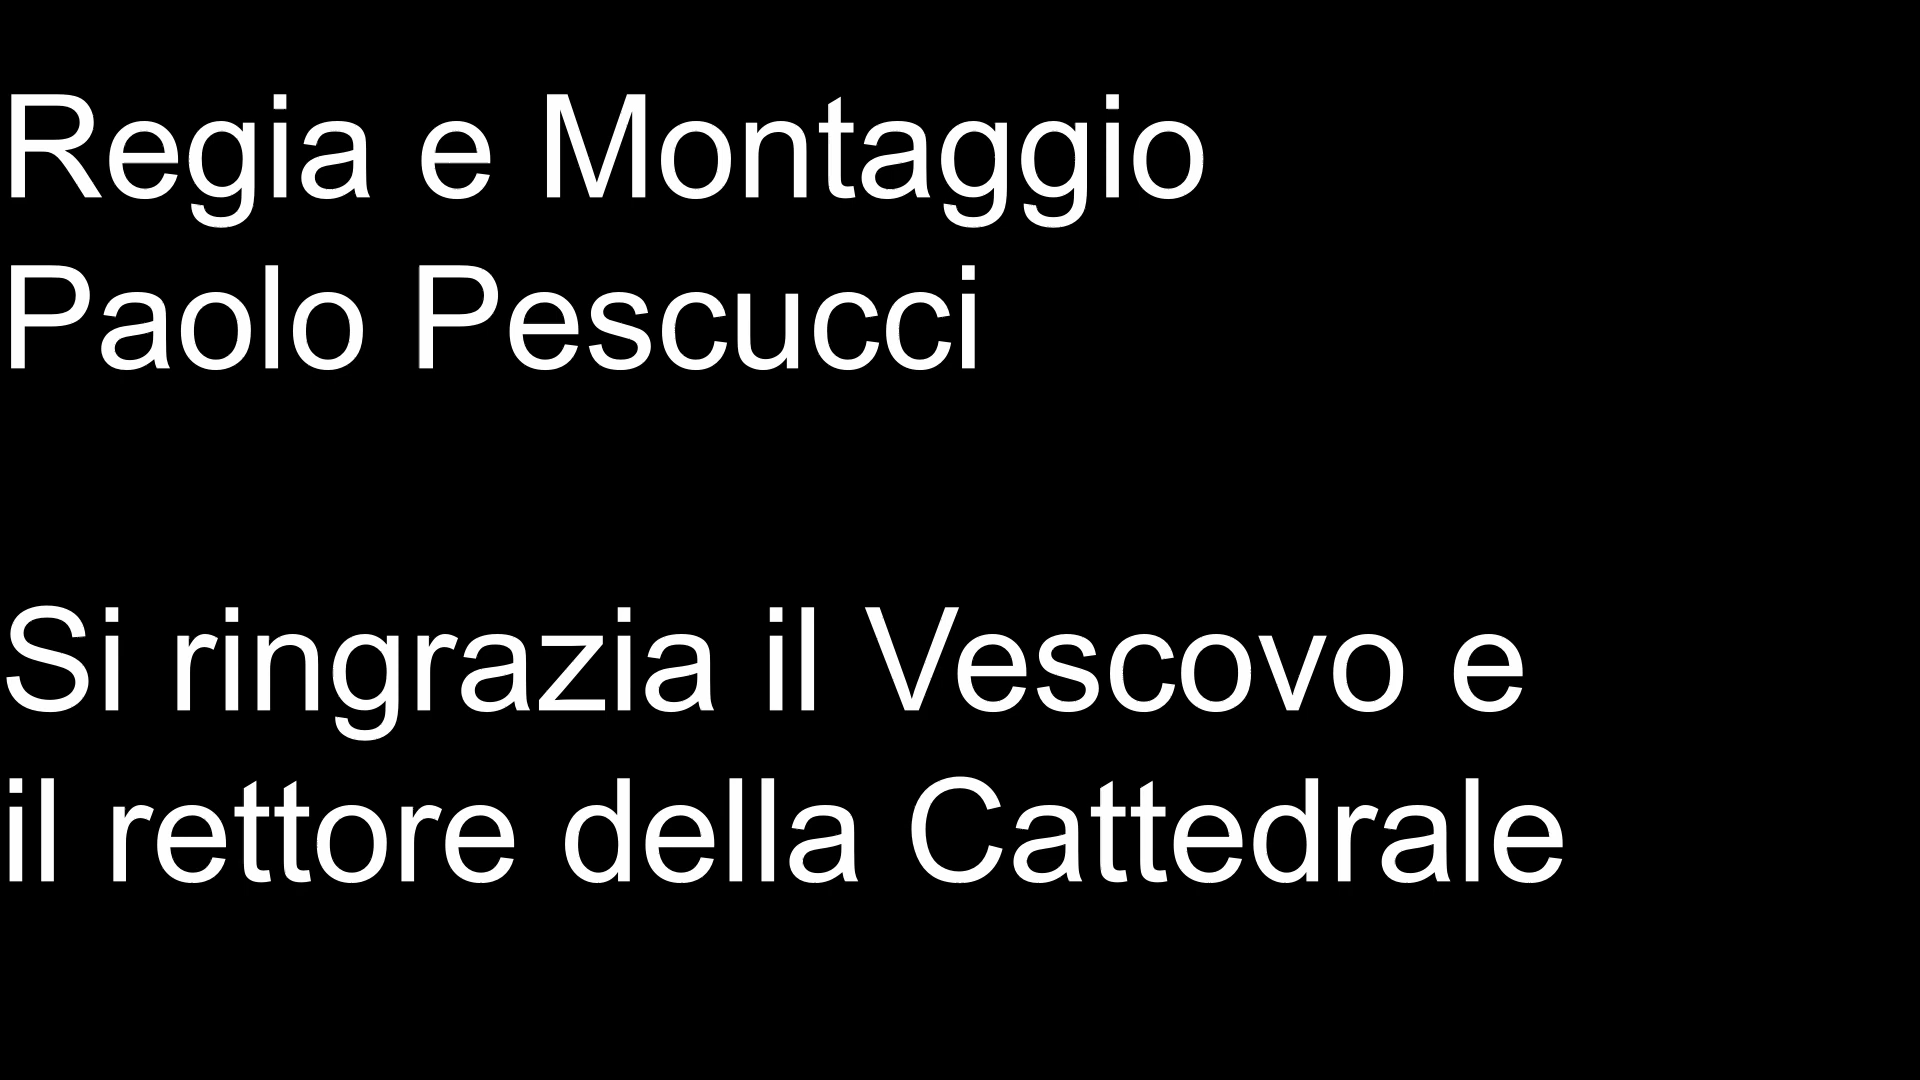 Regia e Montaggio
Paolo Pescucci
Si ringrazia il Vescovo e
il rettore della Cattedrale